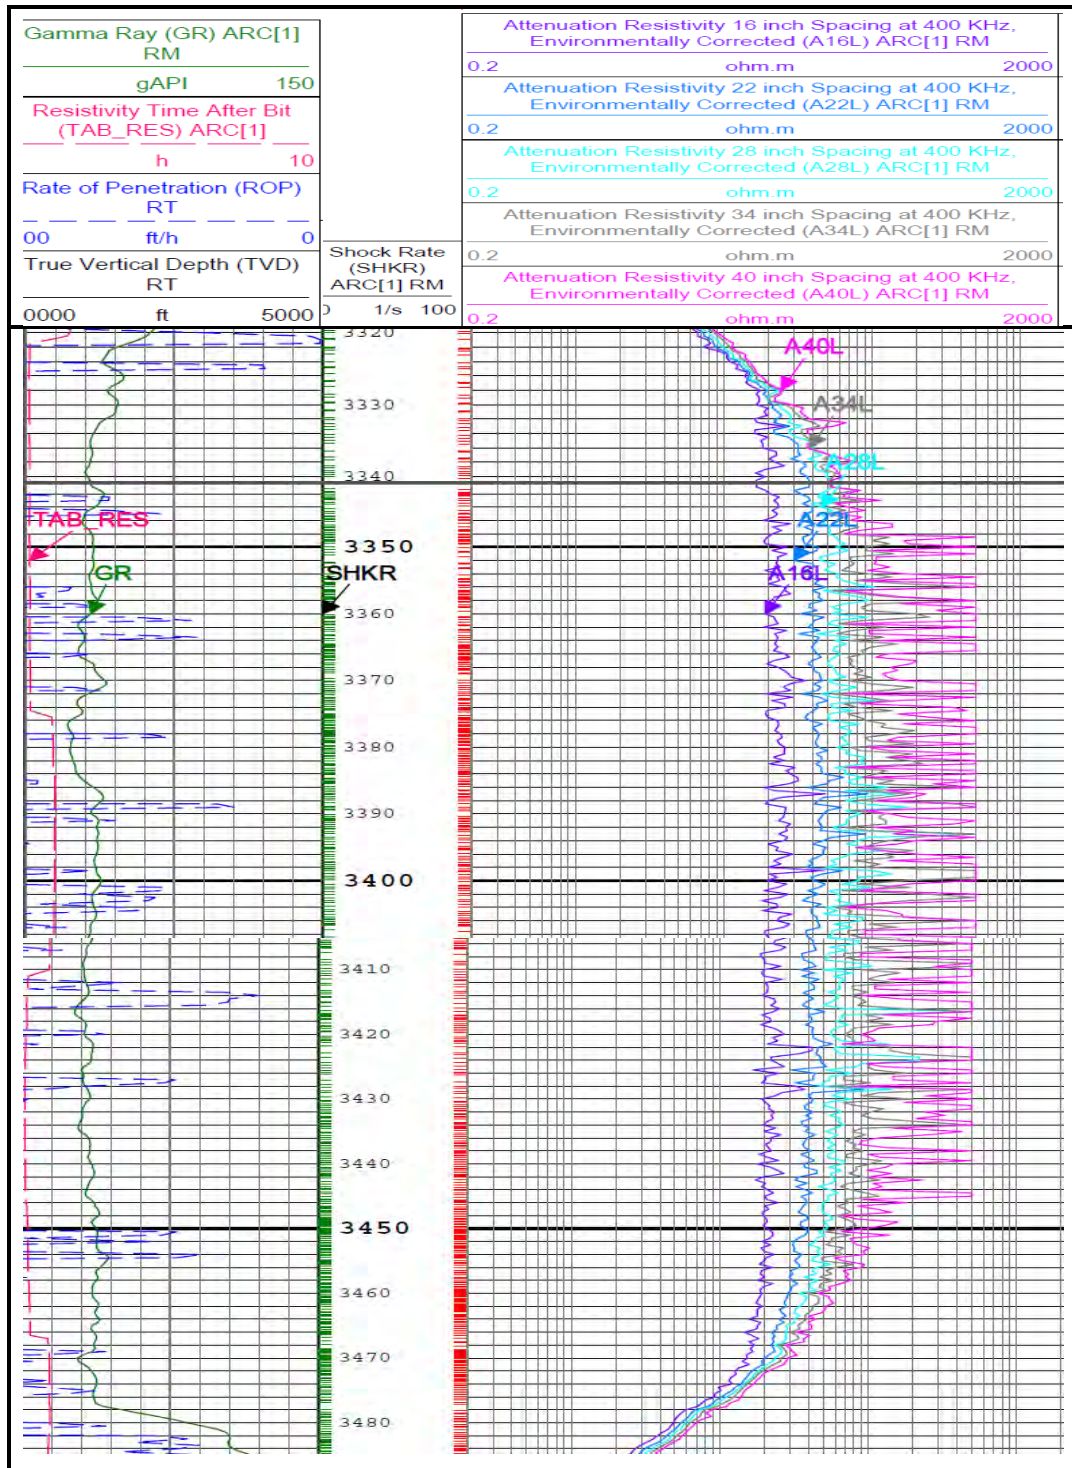 Gamma Ray (GR) ARC[1]
RM
gAPI 150
Resistivity Time After Bit
(TAB_RES) ARC[1]
h 10
Rate of Penetration (ROP)
RT
00 ft/h 0
True Vertical Depth (TVD)
RT
0000 ft 5000
Shock Rate
(SHKR)
ARC[1] RM
1/s 100
Attenuation Resistivity 16 inch Spacing at 400 KHz,
Environmentally Corrected (A16L) ARC[1] RM
0.2 ohm.m 2000
Attenuation Resistivity 22 inch Spacing at 400 KHz,
Environmentally Corrected (A22L) ARC[1] RM
0.2 ohm.m 2000
Attenuation Resistivity 28 inch Spacing at 400 KHz,
Environmentally Corrected (A28L) ARC[1] RM
0.2 ohm.m 2000
Attenuation Resistivity 34 inch Spacing at 400 KHz,
Environmentally Corrected (A34L) ARC[1] RM
0.2 ohm.m 2000
Attenuation Resistivity 40 inch Spacing at 400 KHz,
Environmentally Corrected (A40L) ARC[1] RM
0.2 ohm.m 2000
3320
A40L
3330
A34L
A28L
3340
TAB_RES
A22L
3350
GR
SHKR
A16L
3360
3370
3380
3390
3400
3410
3420
3430
3440
3450
3460
3470
3480